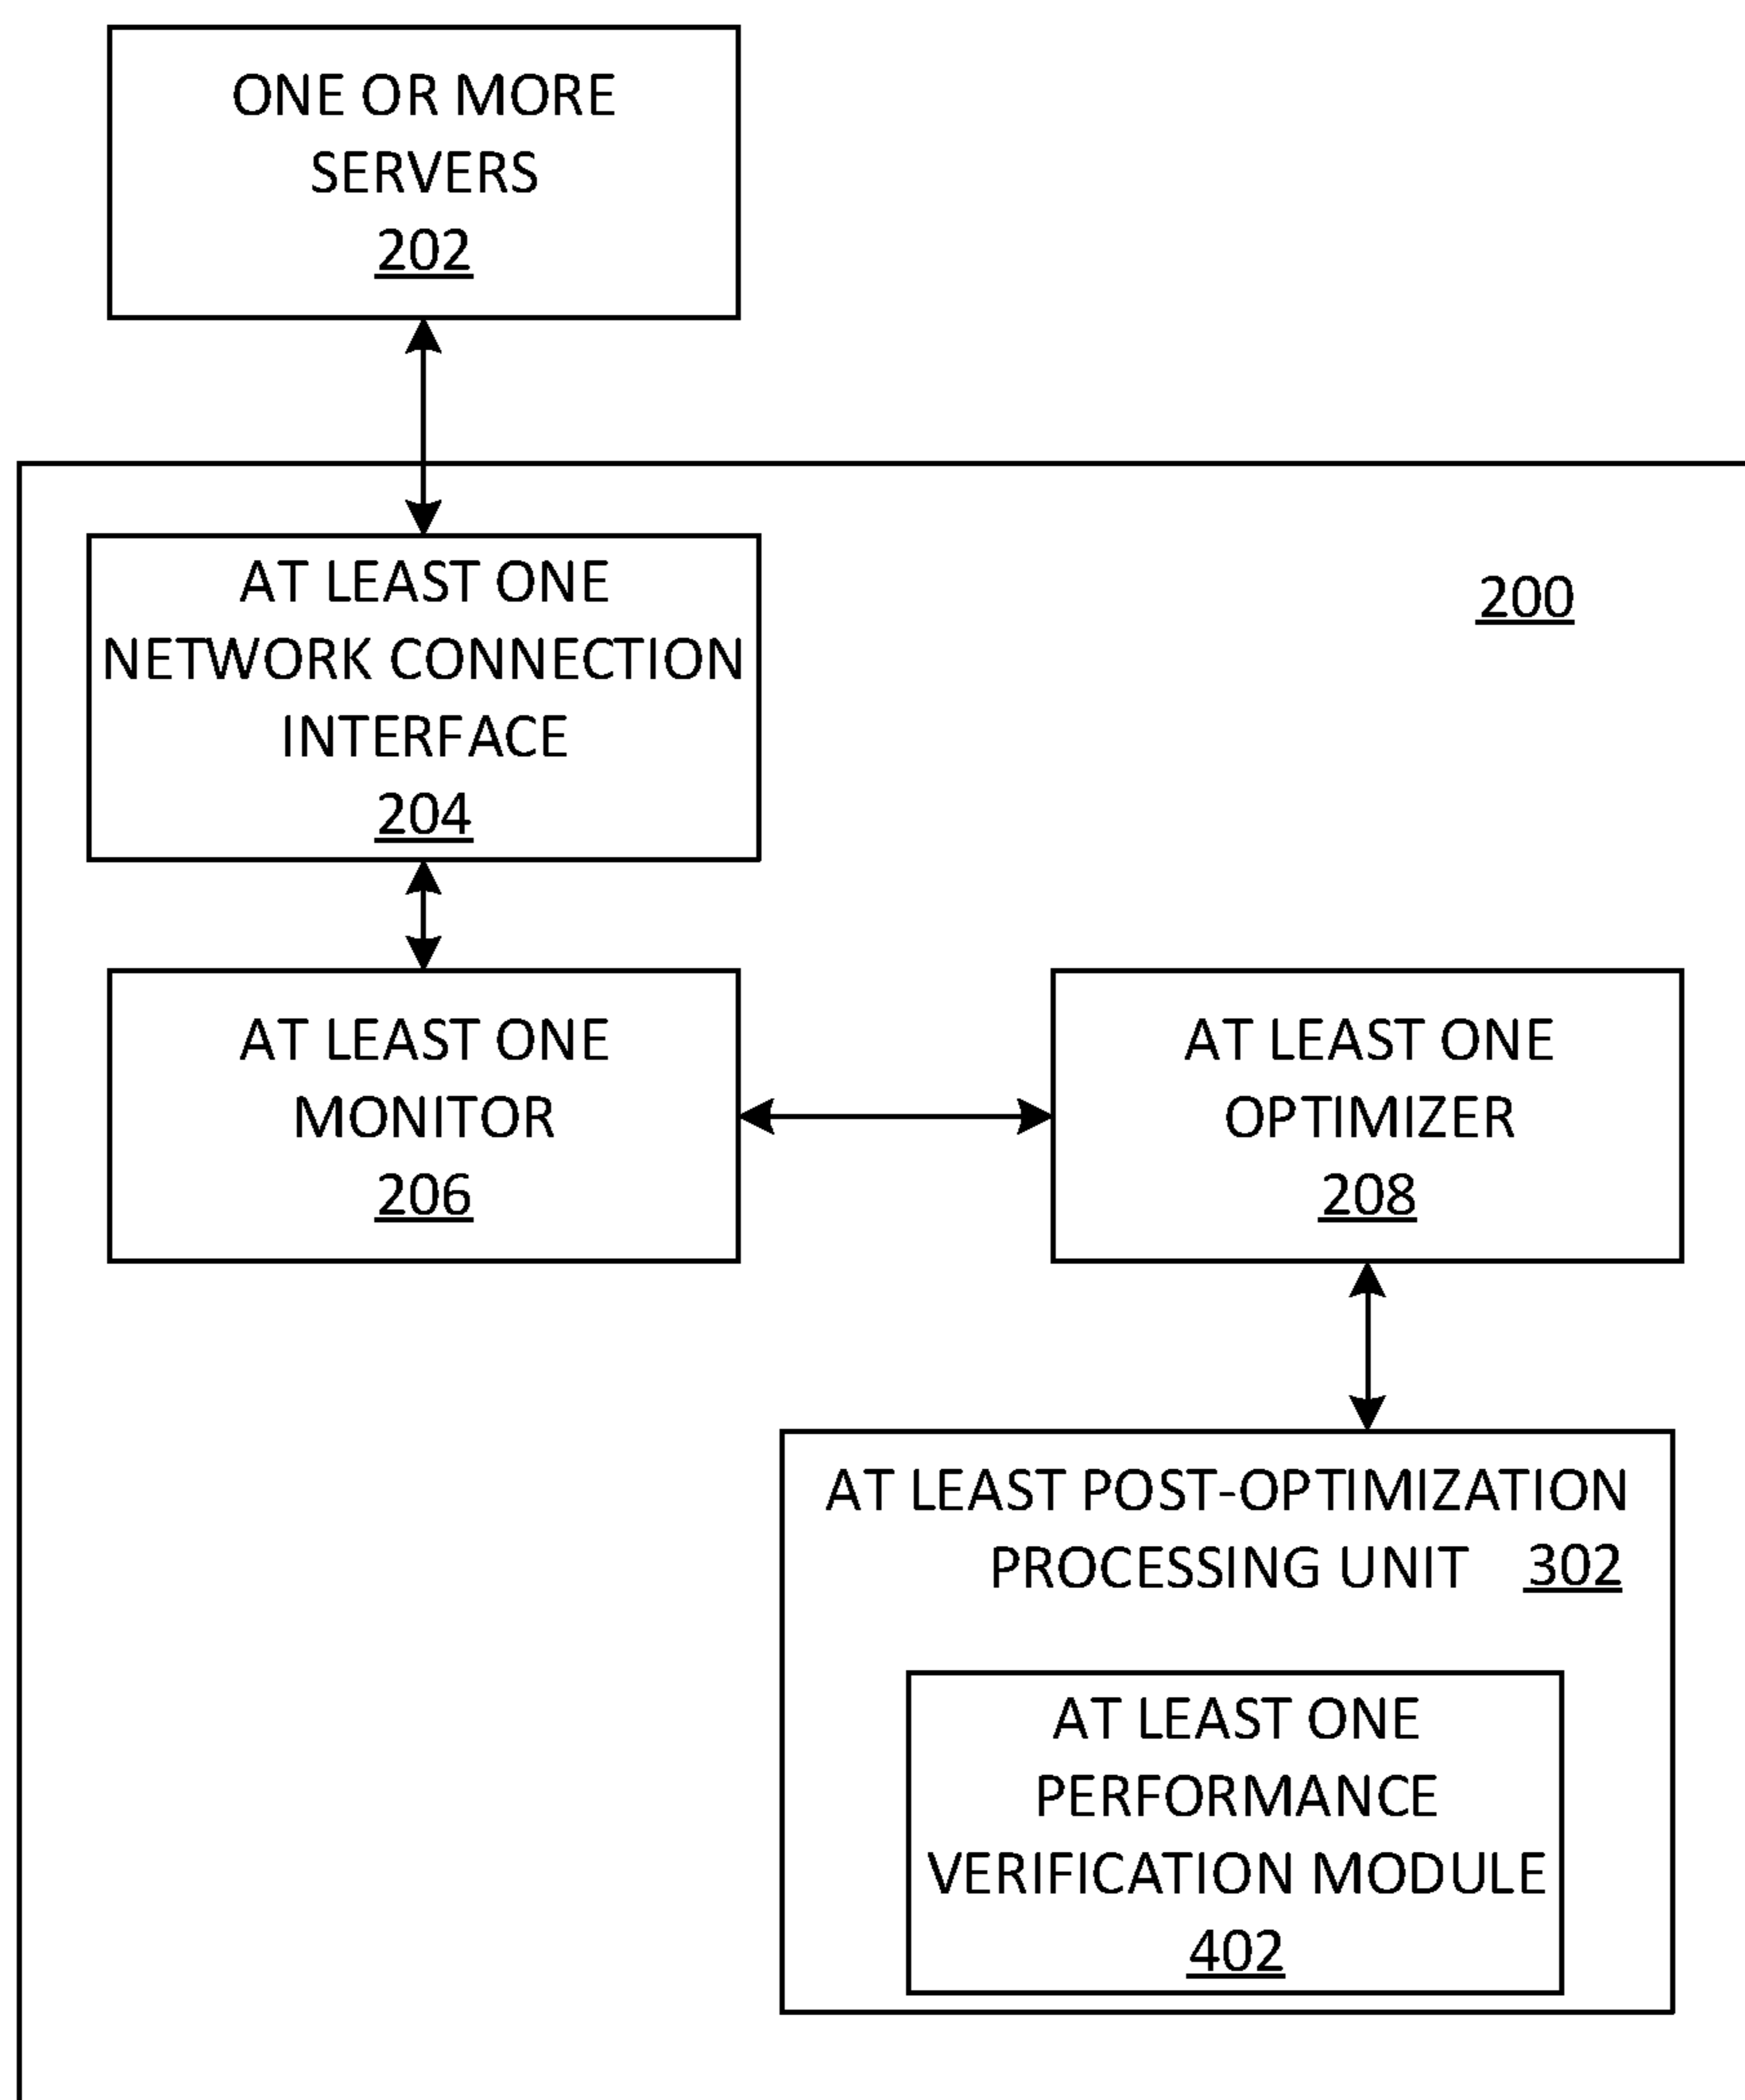 ONE OR MORE
SERVERS
202
AT LEAST ONE
NETWORK CONNECTION
INTERFACE
204
200
AT LEAST ONE
MONITOR
206
AT LEAST ONE
OPTIMIZER
208
AT LEAST POST-OPTIMIZATION
PROCESSING UNIT 302
AT LEAST ONE
PERFORMANCE
VERIFICATION MODULE
402